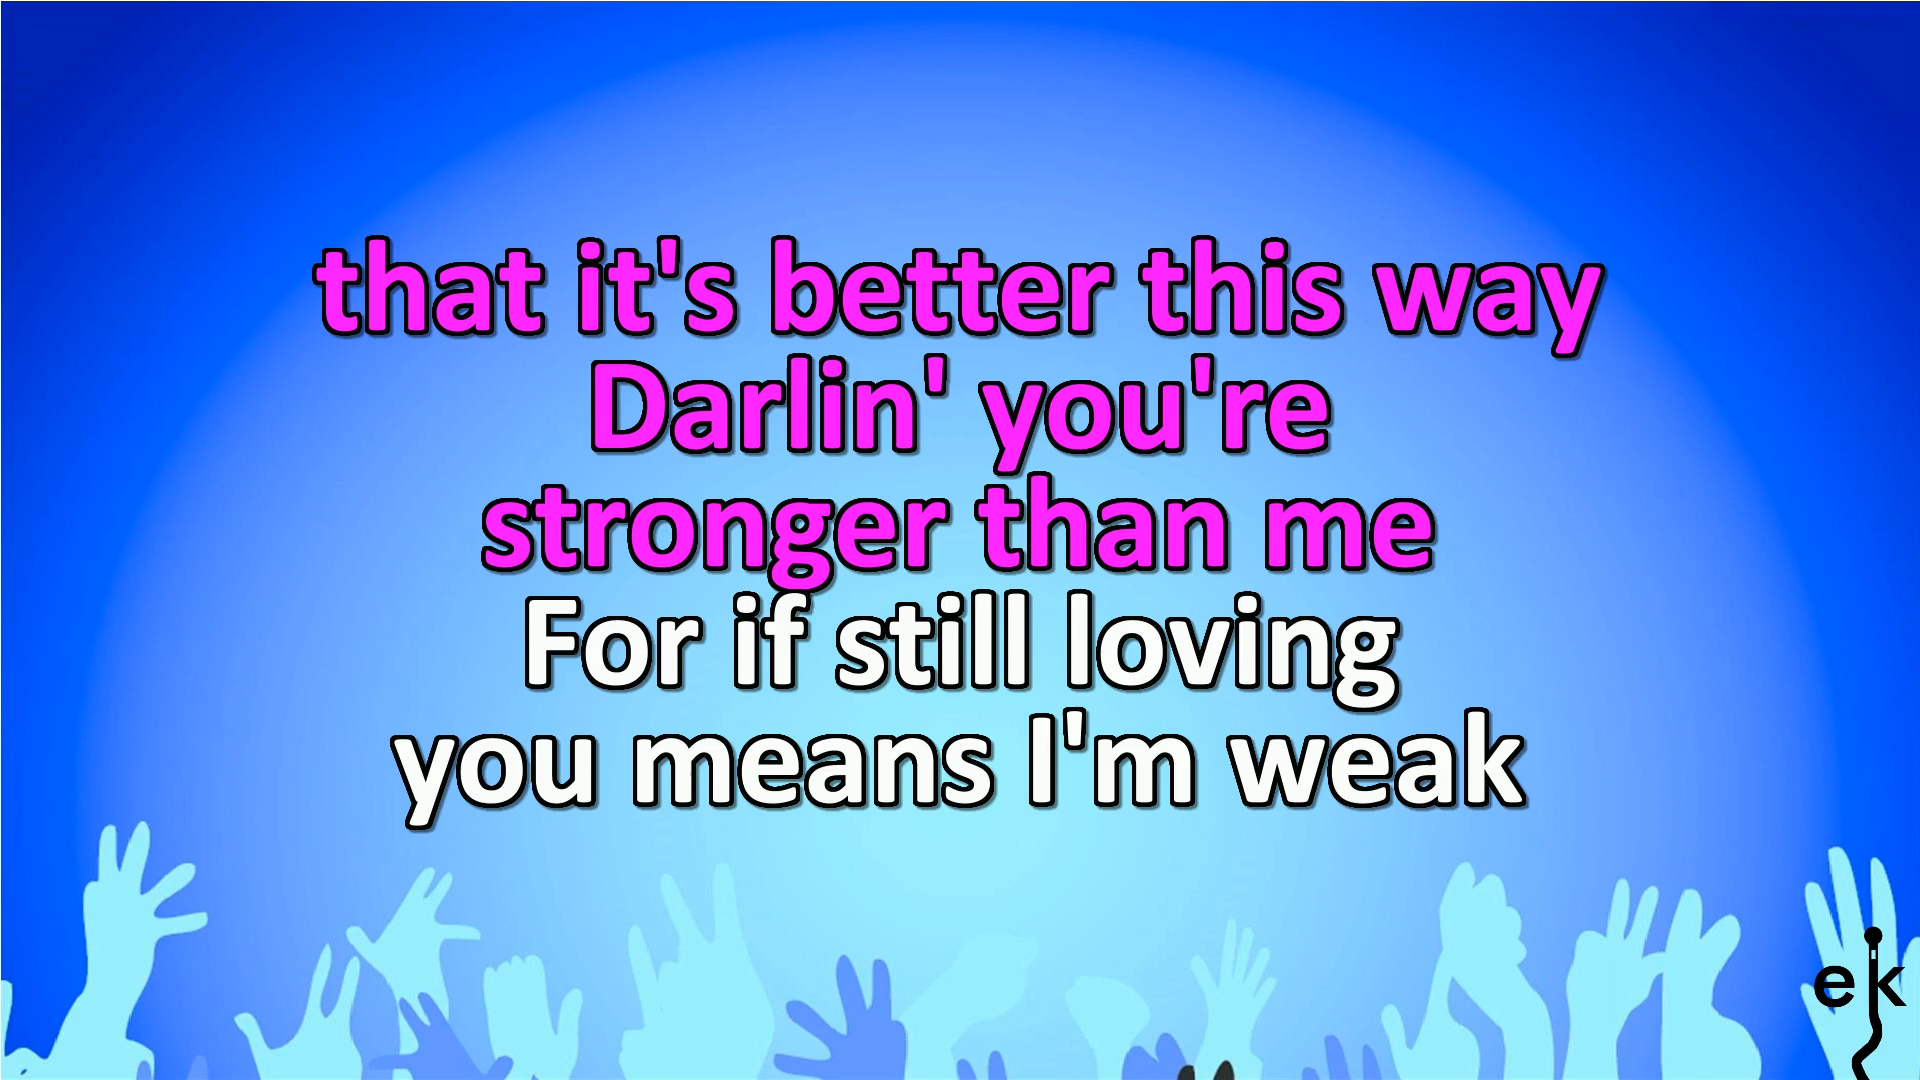 that it's better this way
Darlin' you're
stronger than me
For if still loving
you means I'm weak
ek